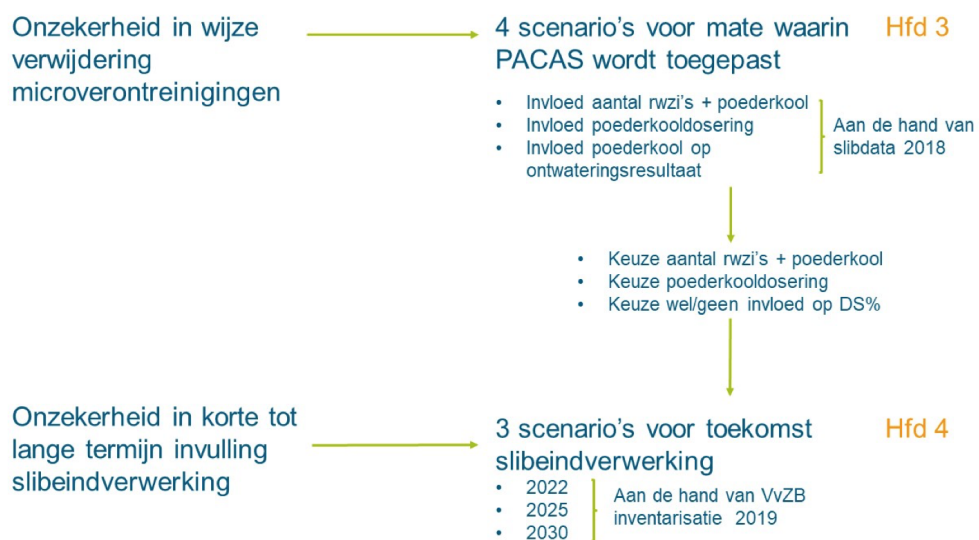 Onzekerheid in wijze
verwijdering
microverontreinigingen
4 scenario's voor mate waarin
PACAS wordt toegepast
Hfd 3
• Invloed aantal rwzi's + poederkool
• Invloed poederkooldosering
• Invloed poederkool op
ontwateringsresultaat
Aan de hand van
slibdata 2018
• Keuze aantal rwzi's + poederkool
• Keuze poederkooldosering
• Keuze wel/geen invloed op DS%
Onzekerheid in korte tot
lange termijn invulling
slibeindverwerking
3 scenario's voor toekomst
slibeindverwerking
Hfd 4
• 2022
• 2025
• 2030
Aan de hand van VvZB
inventarisatie 2019